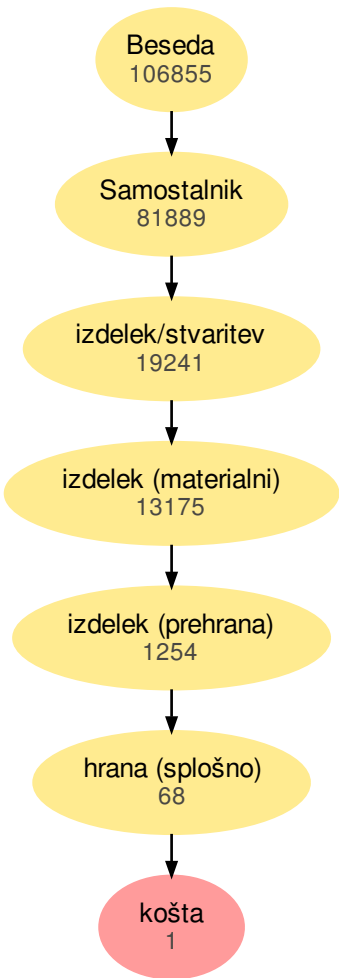 Beseda
106855
Samostalnik
81889
izdelek/stvaritev
19241
izdelek (materialni)
13175
izdelek (prehrana)
1254
hrana (splošno)
68
košta
1